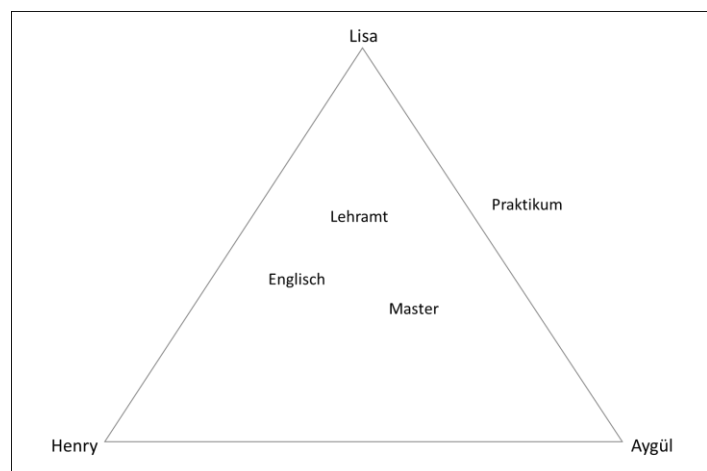 Lisa
Praktikum
Lehramt
Englisch
Master
Henry
Aygül